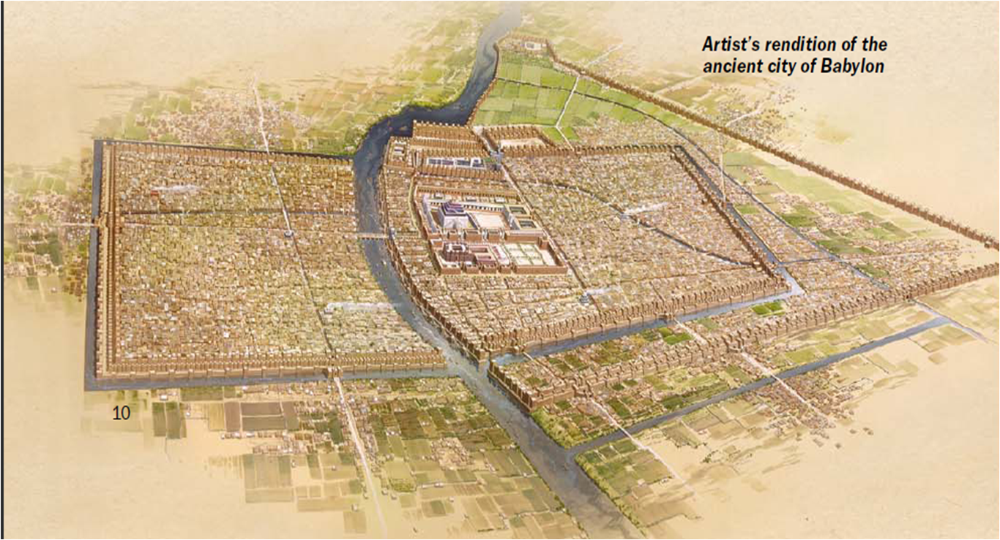 Artist’s rendition of the
ancient city of Babylon
10